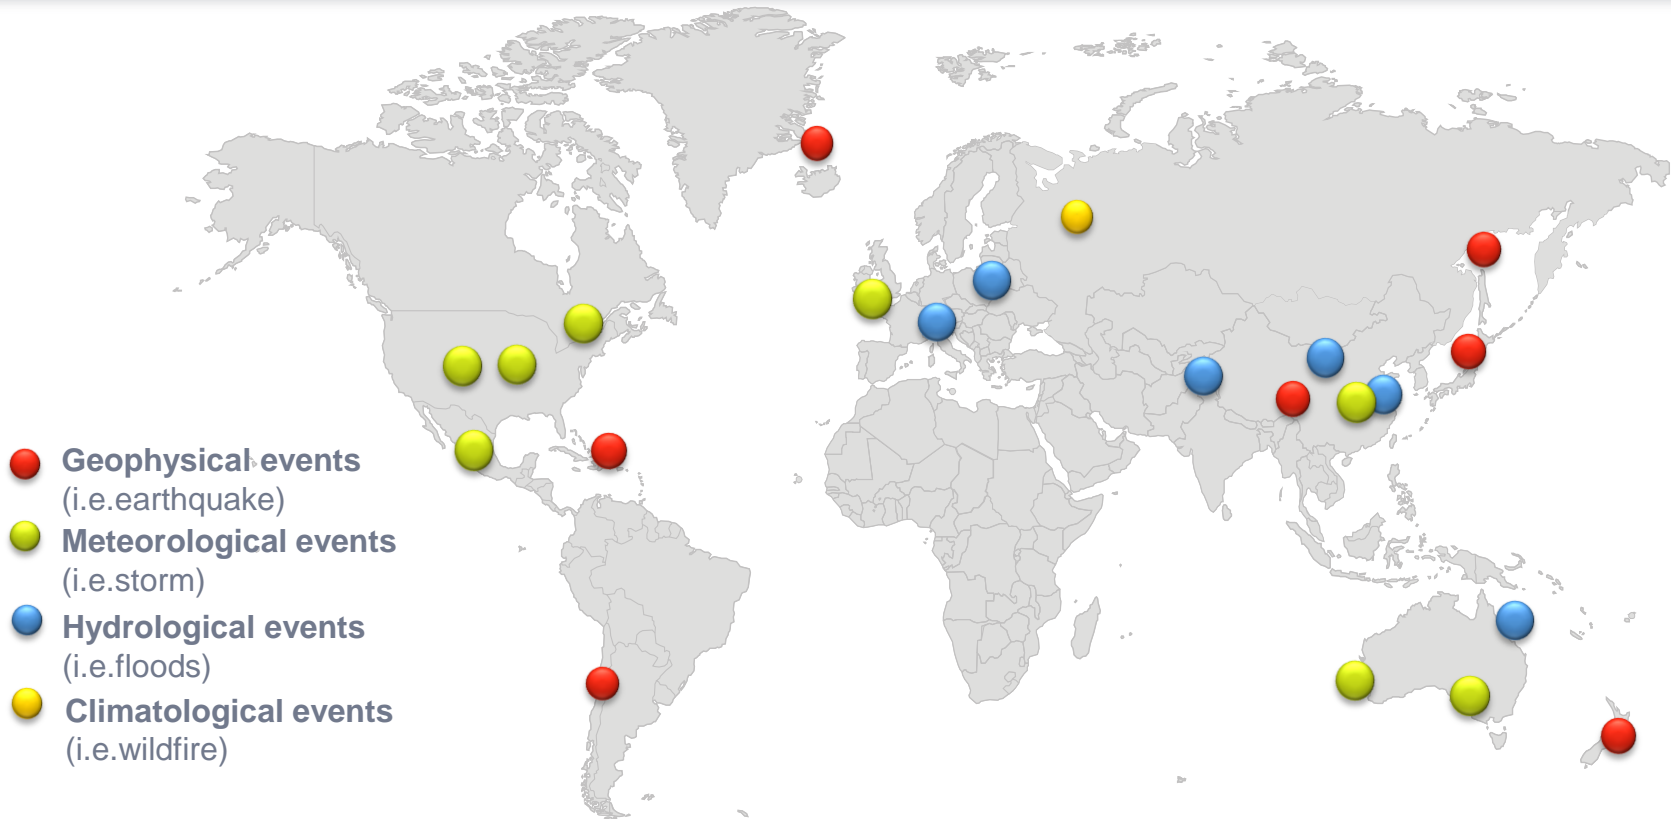 Geophysical events
(i.e.earthquake)
Meteorological events
(i.e.storm)
Hydrological events
(i.e.floods)
Climatological events
(i.e.wildfire)